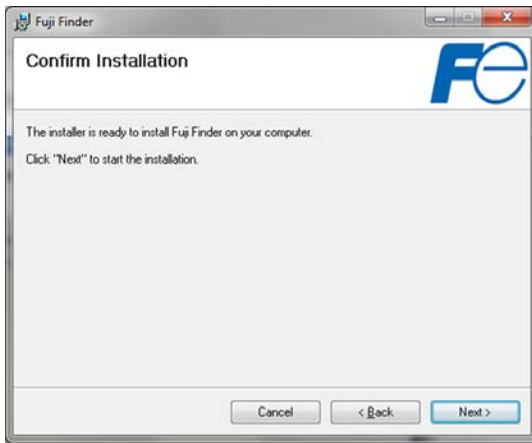 Fuji Finder
Confirm Installation
Fe
The installer is ready to install Fuji Finder on your computer.
Click "Next" to start the installation.
Cancel
< Back
Next >